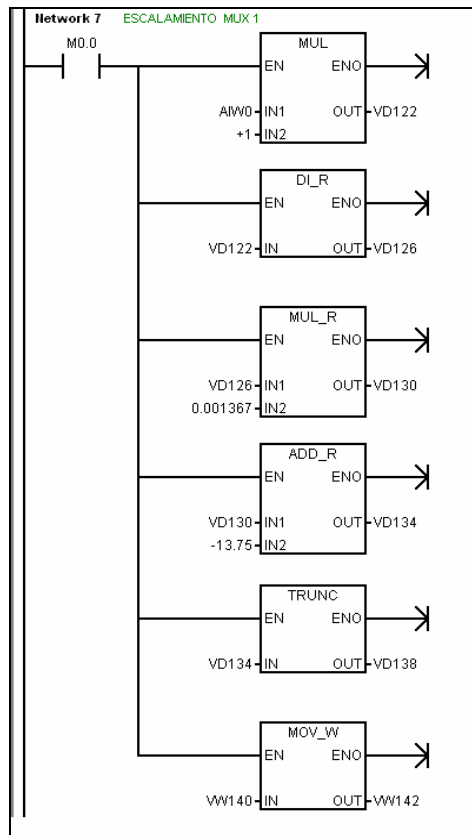 Network 7 ESCALAMIENTO MUX 1
M0.0
MUL
EN ENO
AIW0 IN1 OUT VD122
+1 IN2
DI_R
EN ENO
VD122 IN OUT VD126
MUL_R
EN ENO
VD126 IN1 OUT VD130
0.001367 IN2
ADD_R
EN ENO
VD130 IN1 OUT VD134
-13.75 IN2
TRUNC
EN ENO
VD134 IN OUT VD138
MOV_W
EN ENO
VW140 IN OUT VW142